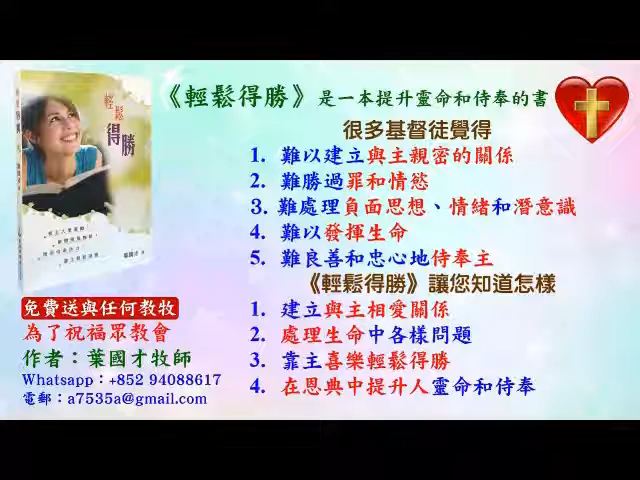 《輕鬆得勝》是一本提升靈命和侍奉的書
很多基督徒覺得
1. 難以建立與主親密的關係
2. 難勝過罪和情慾
3. 難處理負面思想、情緒和潛意識
4. 難以發揮生命
5. 難良善和忠心地侍奉主
《輕鬆得勝》讓您知道怎樣
1. 建立與主相愛關係
2. 處理生命中各樣問題
3. 靠主喜樂輕鬆得勝
4. 在恩典中提升人靈命和侍奉
輕鬆
得勝
免費送與任何教牧
為了祝福眾教會
作者：葉國才牧師
Whatsapp：+852 94088617
電郵：a7535a@gmail.com